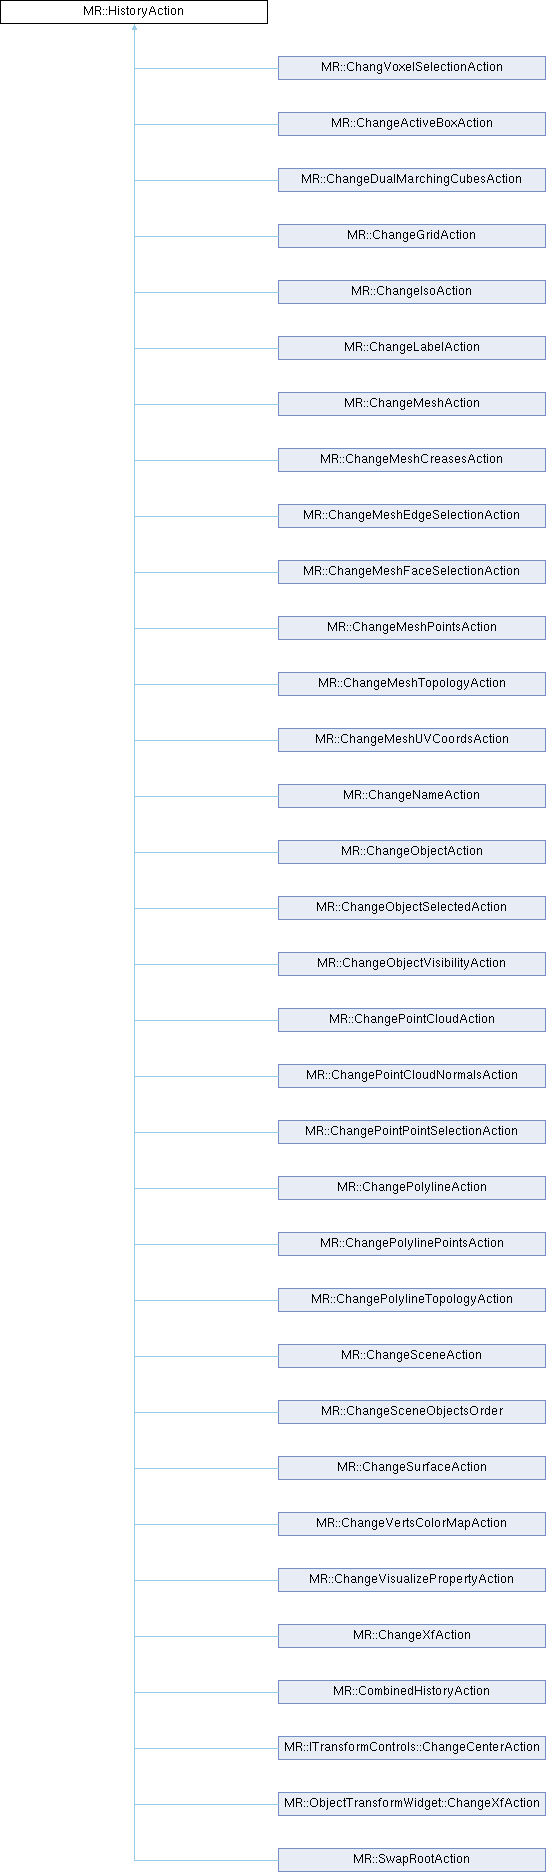 MR::HistoryAction
MR::ChangVoxelSelectionAction
MR::ChangeActiveBoxAction
MR::ChangeDualMarchingCubesAction
MR::ChangeGridAction
MR::ChangeIsoAction
MR::ChangeLabelAction
MR::ChangeMeshAction
MR::ChangeMeshCreasesAction
MR::ChangeMeshEdgeSelectionAction
MR::ChangeMeshFaceSelectionAction
MR::ChangeMeshPointsAction
MR::ChangeMeshTopologyAction
MR::ChangeMeshUVCoordsAction
MR::ChangeNameAction
MR::ChangeObjectAction
MR::ChangeObjectSelectedAction
MR::ChangeObjectVisibilityAction
MR::ChangePointCloudAction
MR::ChangePointCloudNormalsAction
MR::ChangePointPointSelectionAction
MR::ChangePolylineAction
MR::ChangePolylinePointsAction
MR::ChangePolylineTopologyAction
MR::ChangeSceneAction
MR::ChangeSceneObjectsOrder
MR::ChangeSurfaceAction
MR::ChangeVertsColorMapAction
MR::ChangeVisualizePropertyAction
MR::ChangeXfAction
MR::CombinedHistoryAction
MR::ITransformControls::ChangeCenterAction
MR::ObjectTransformWidget::ChangeXfAction
MR::SwapRootAction